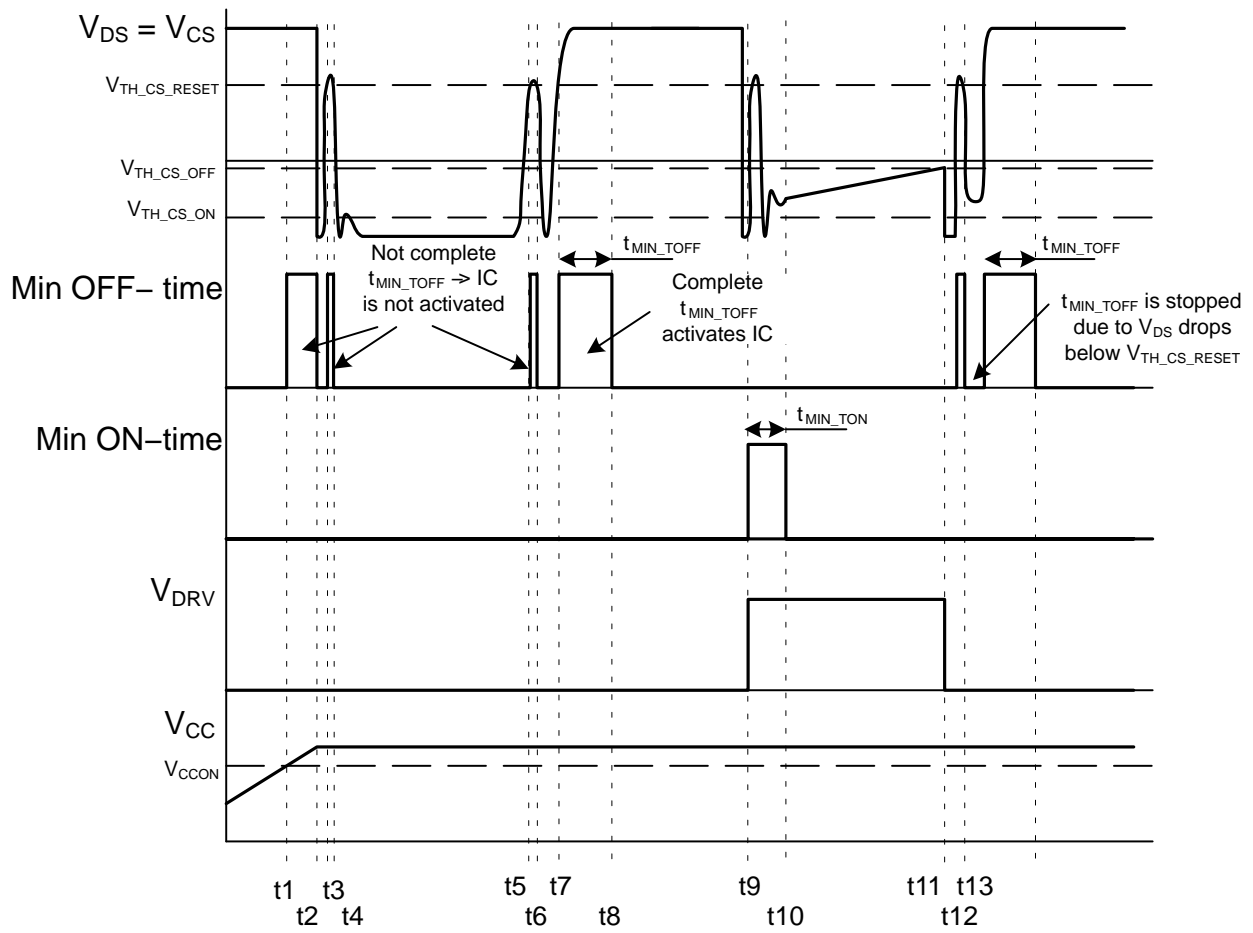 VDS = VCS
VTH_CS_RESET
VTH_CS_OFF
VTH_CS_ON
Not complete
tMIN_TOFF → IC
is not activated
tMIN_TOFF
Complete
tMIN_TOFF
activates IC
tMIN_TOFF
tMIN_TOFF is stopped
due to VDS drops
below VTH_CS_RESET
Min OFF− time
Min ON−time
tMIN_TON
VDRV
VCC
VCCON
t1
t2
t3
t4
t5
t6
t7
t8
t9
t10
t11
t12
t13